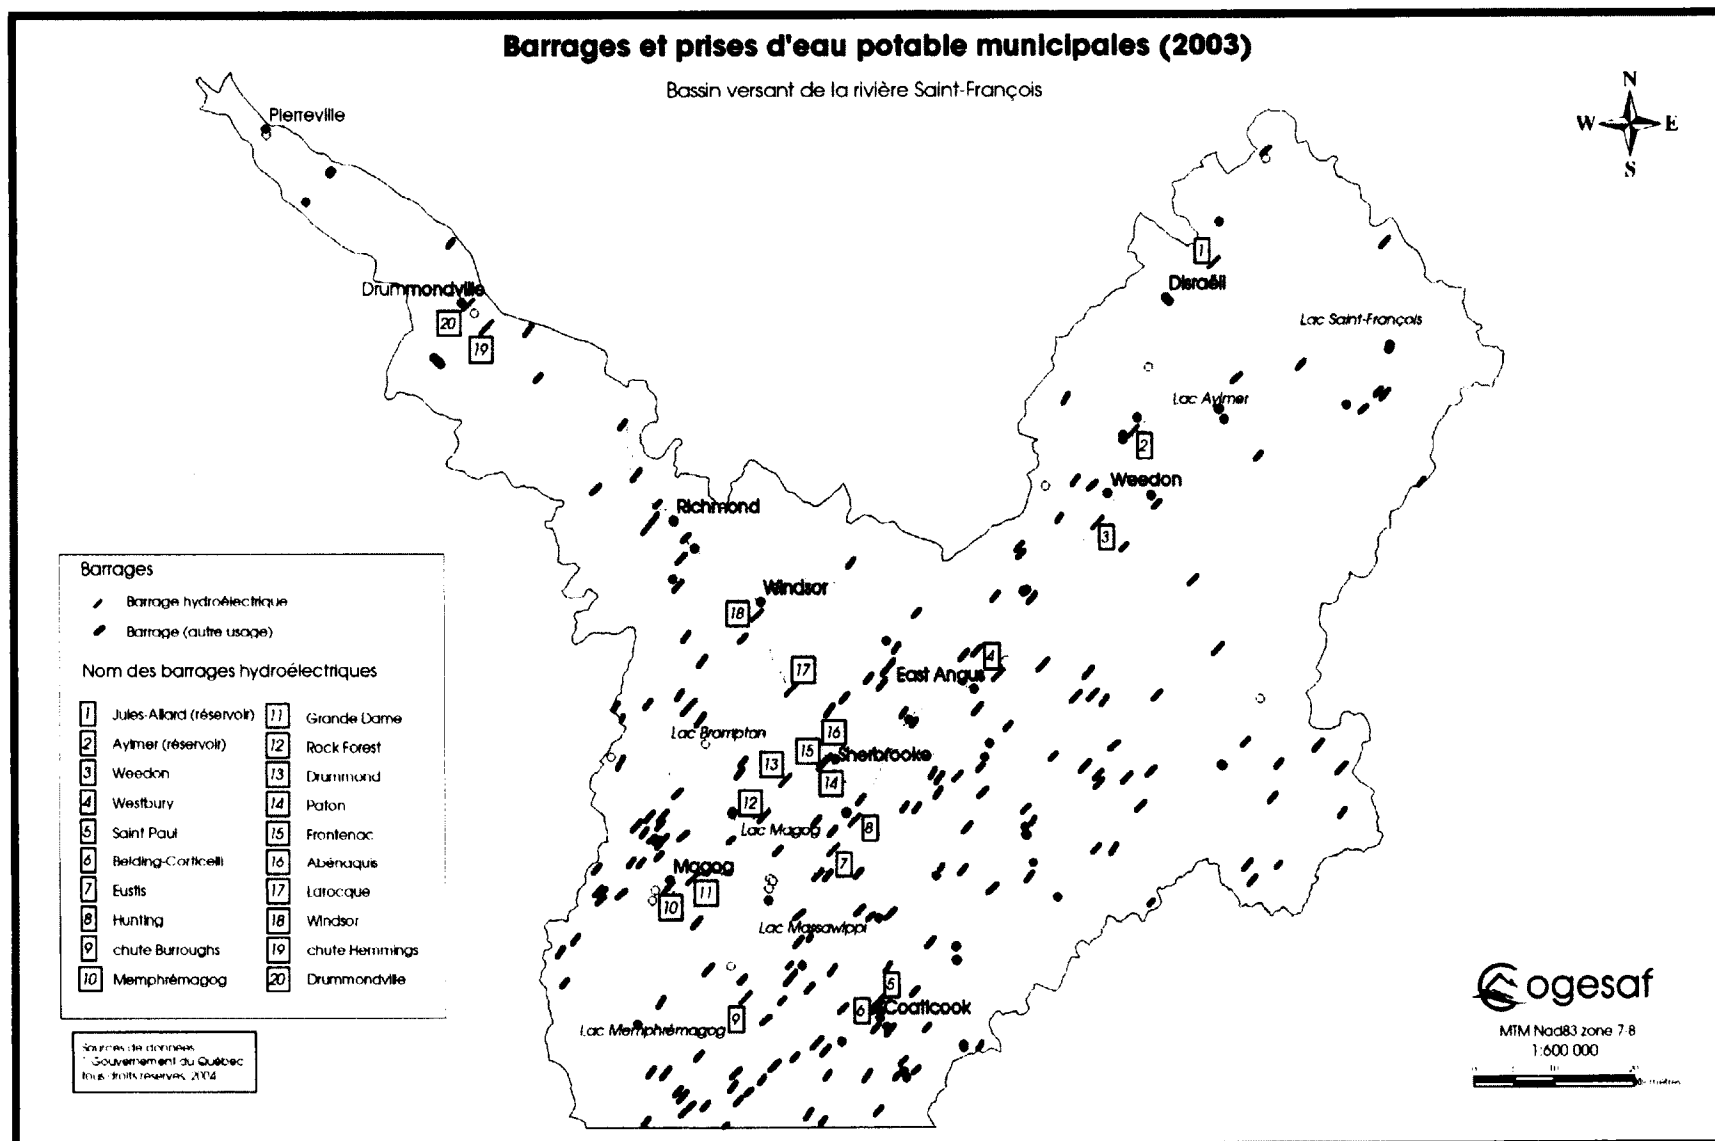 Barrages et prises d'eau potable municipales (2003)
Bassin versant de la rivière Saint-François
N
W E
S
Pierreville
Drummondville
20
19
1
Disraëli
Lac Saint-François
Lac Aylmer
2
Weedon
3
Richmond
Windsor
18
17
4
East Angus
Lac Brompton
16
15
Sherbrooke
13
14
12
Lac Magog
8
7
Magog
11
10
Lac Massawippi
5
6
Coaticook
9
Lac Memphrémagog
Barrages
Barrage hydroélectrique
Barrage (autre usage)
Nom des barrages hydroélectriques
1 Jules-Allard (réservoir) 11 Grande Dame
2 Aylmer (réservoir) 12 Rock Forest
3 Weedon 13 Drummond
4 Westbury 14 Paton
5 Saint Paul 15 Frontenac
6 Belding-Corticelli 16 Abénaquis
7 Eustis 17 Larocque
8 Hunting 18 Windsor
9 chute Burroughs 19 chute Hemmings
10 Memphrémagog 20 Drummondville
Sources de données
Gouvernement du Québec
tous droits réservés, 2004
Cogesaf
MTM Nad83 zone 7-8
1:600 000
0 5 10 20